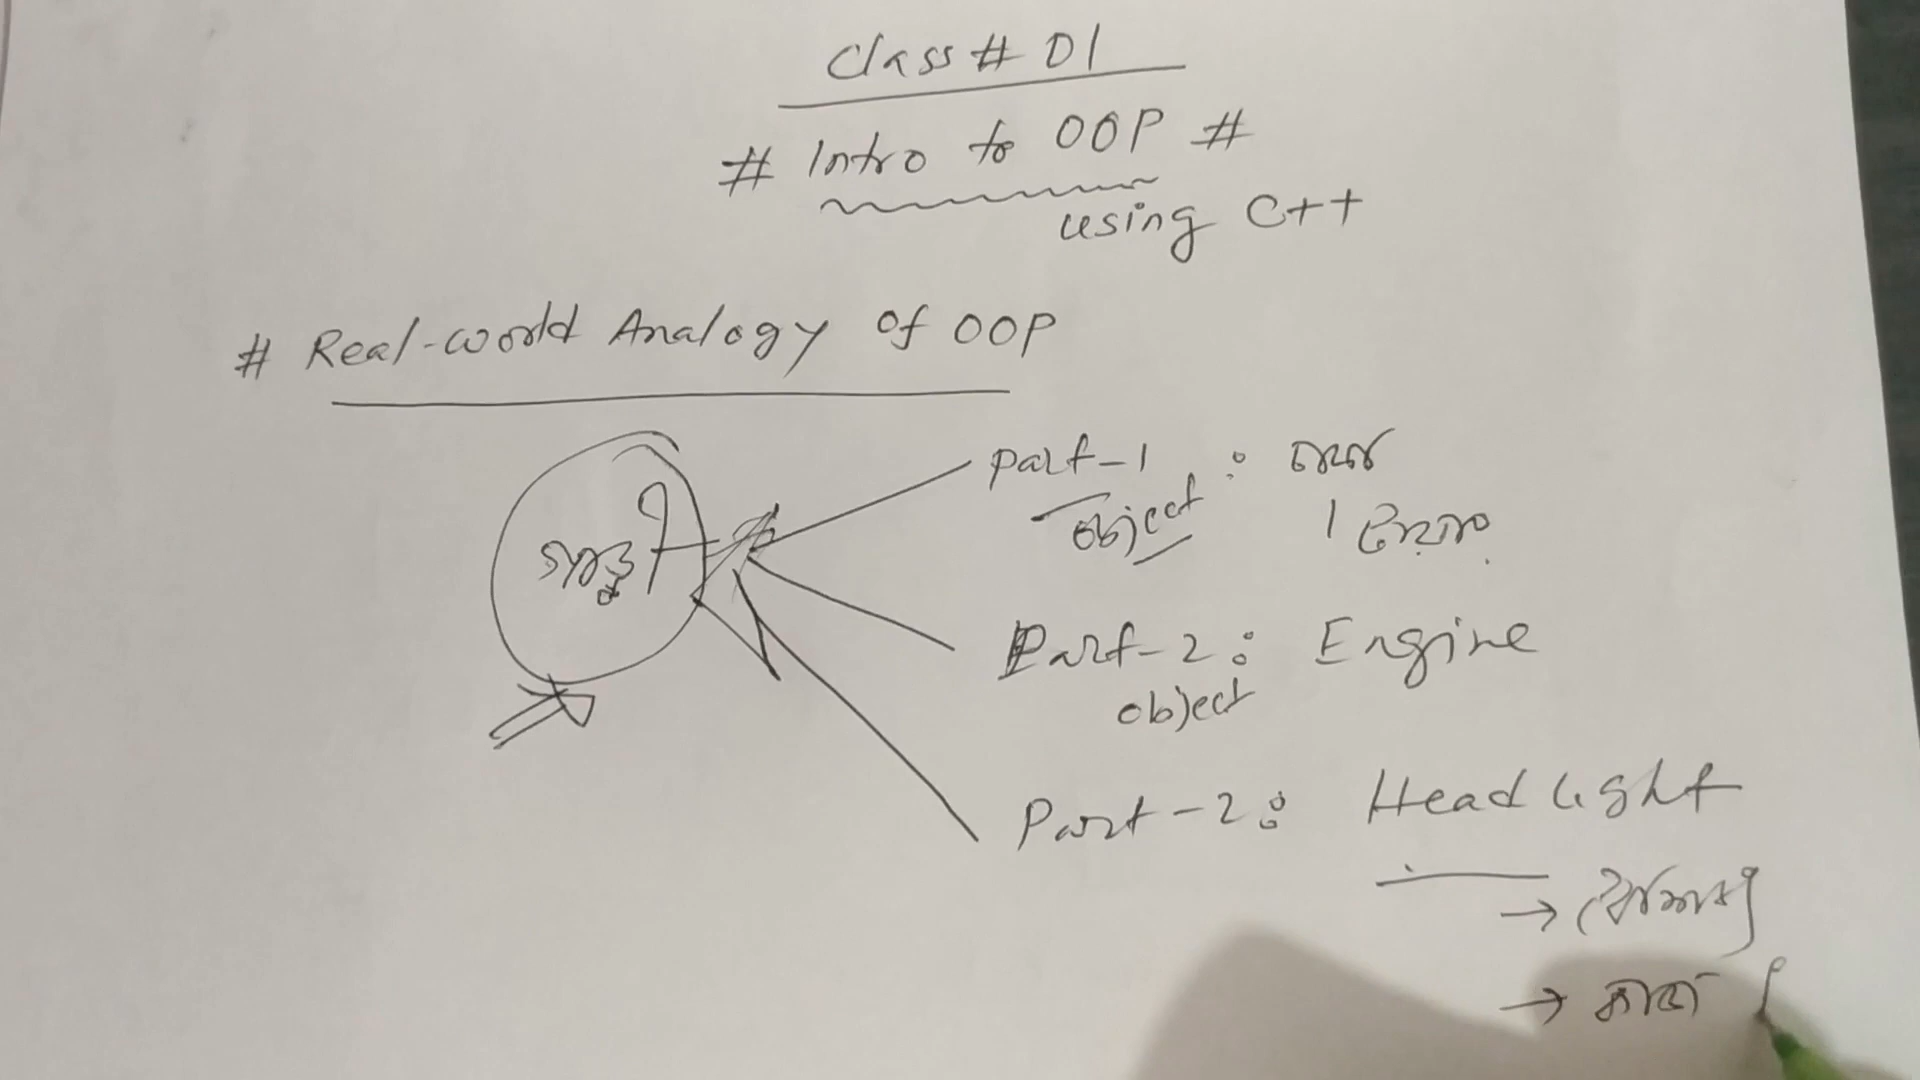 Class # 01
# Intro to OOP #
using C++
# Real-world Analogy of OOP
গাড়ি
Part-1 :
object
Part-2 : Engine
object
Part-2 : Head light
→
→ কাজ